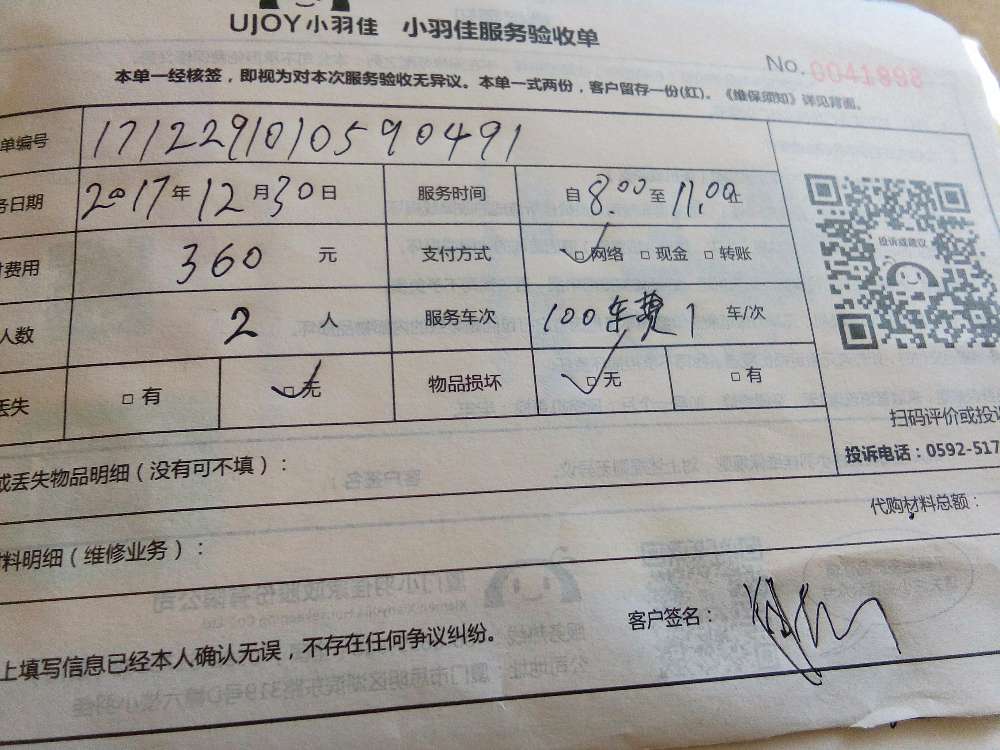 UJOY小羽佳 小羽佳服务验收单
No. 0041998
本单一经核签，即视为对本次服务验收无异议。本单一式两份，客户留存一份(红)。《维保须知》详见背面。
单编号 1712291010590491
务日期 2017年12月30日 服务时间 自8.00至11.00止
费用 360 元 支付方式 □网络 □现金 □转账
人数 2 人 服务车次 100车费 1 车/次
丢失 □有 □无 物品损坏 □无 □有
投诉或建议
扫码评价或投诉
投诉电话：0592-517
或丢失物品明细（没有可不填）：
代购材料总额：
料明细（维修业务）：
客户签名：
上填写信息已经本人确认无误，不存在任何争议纠纷。